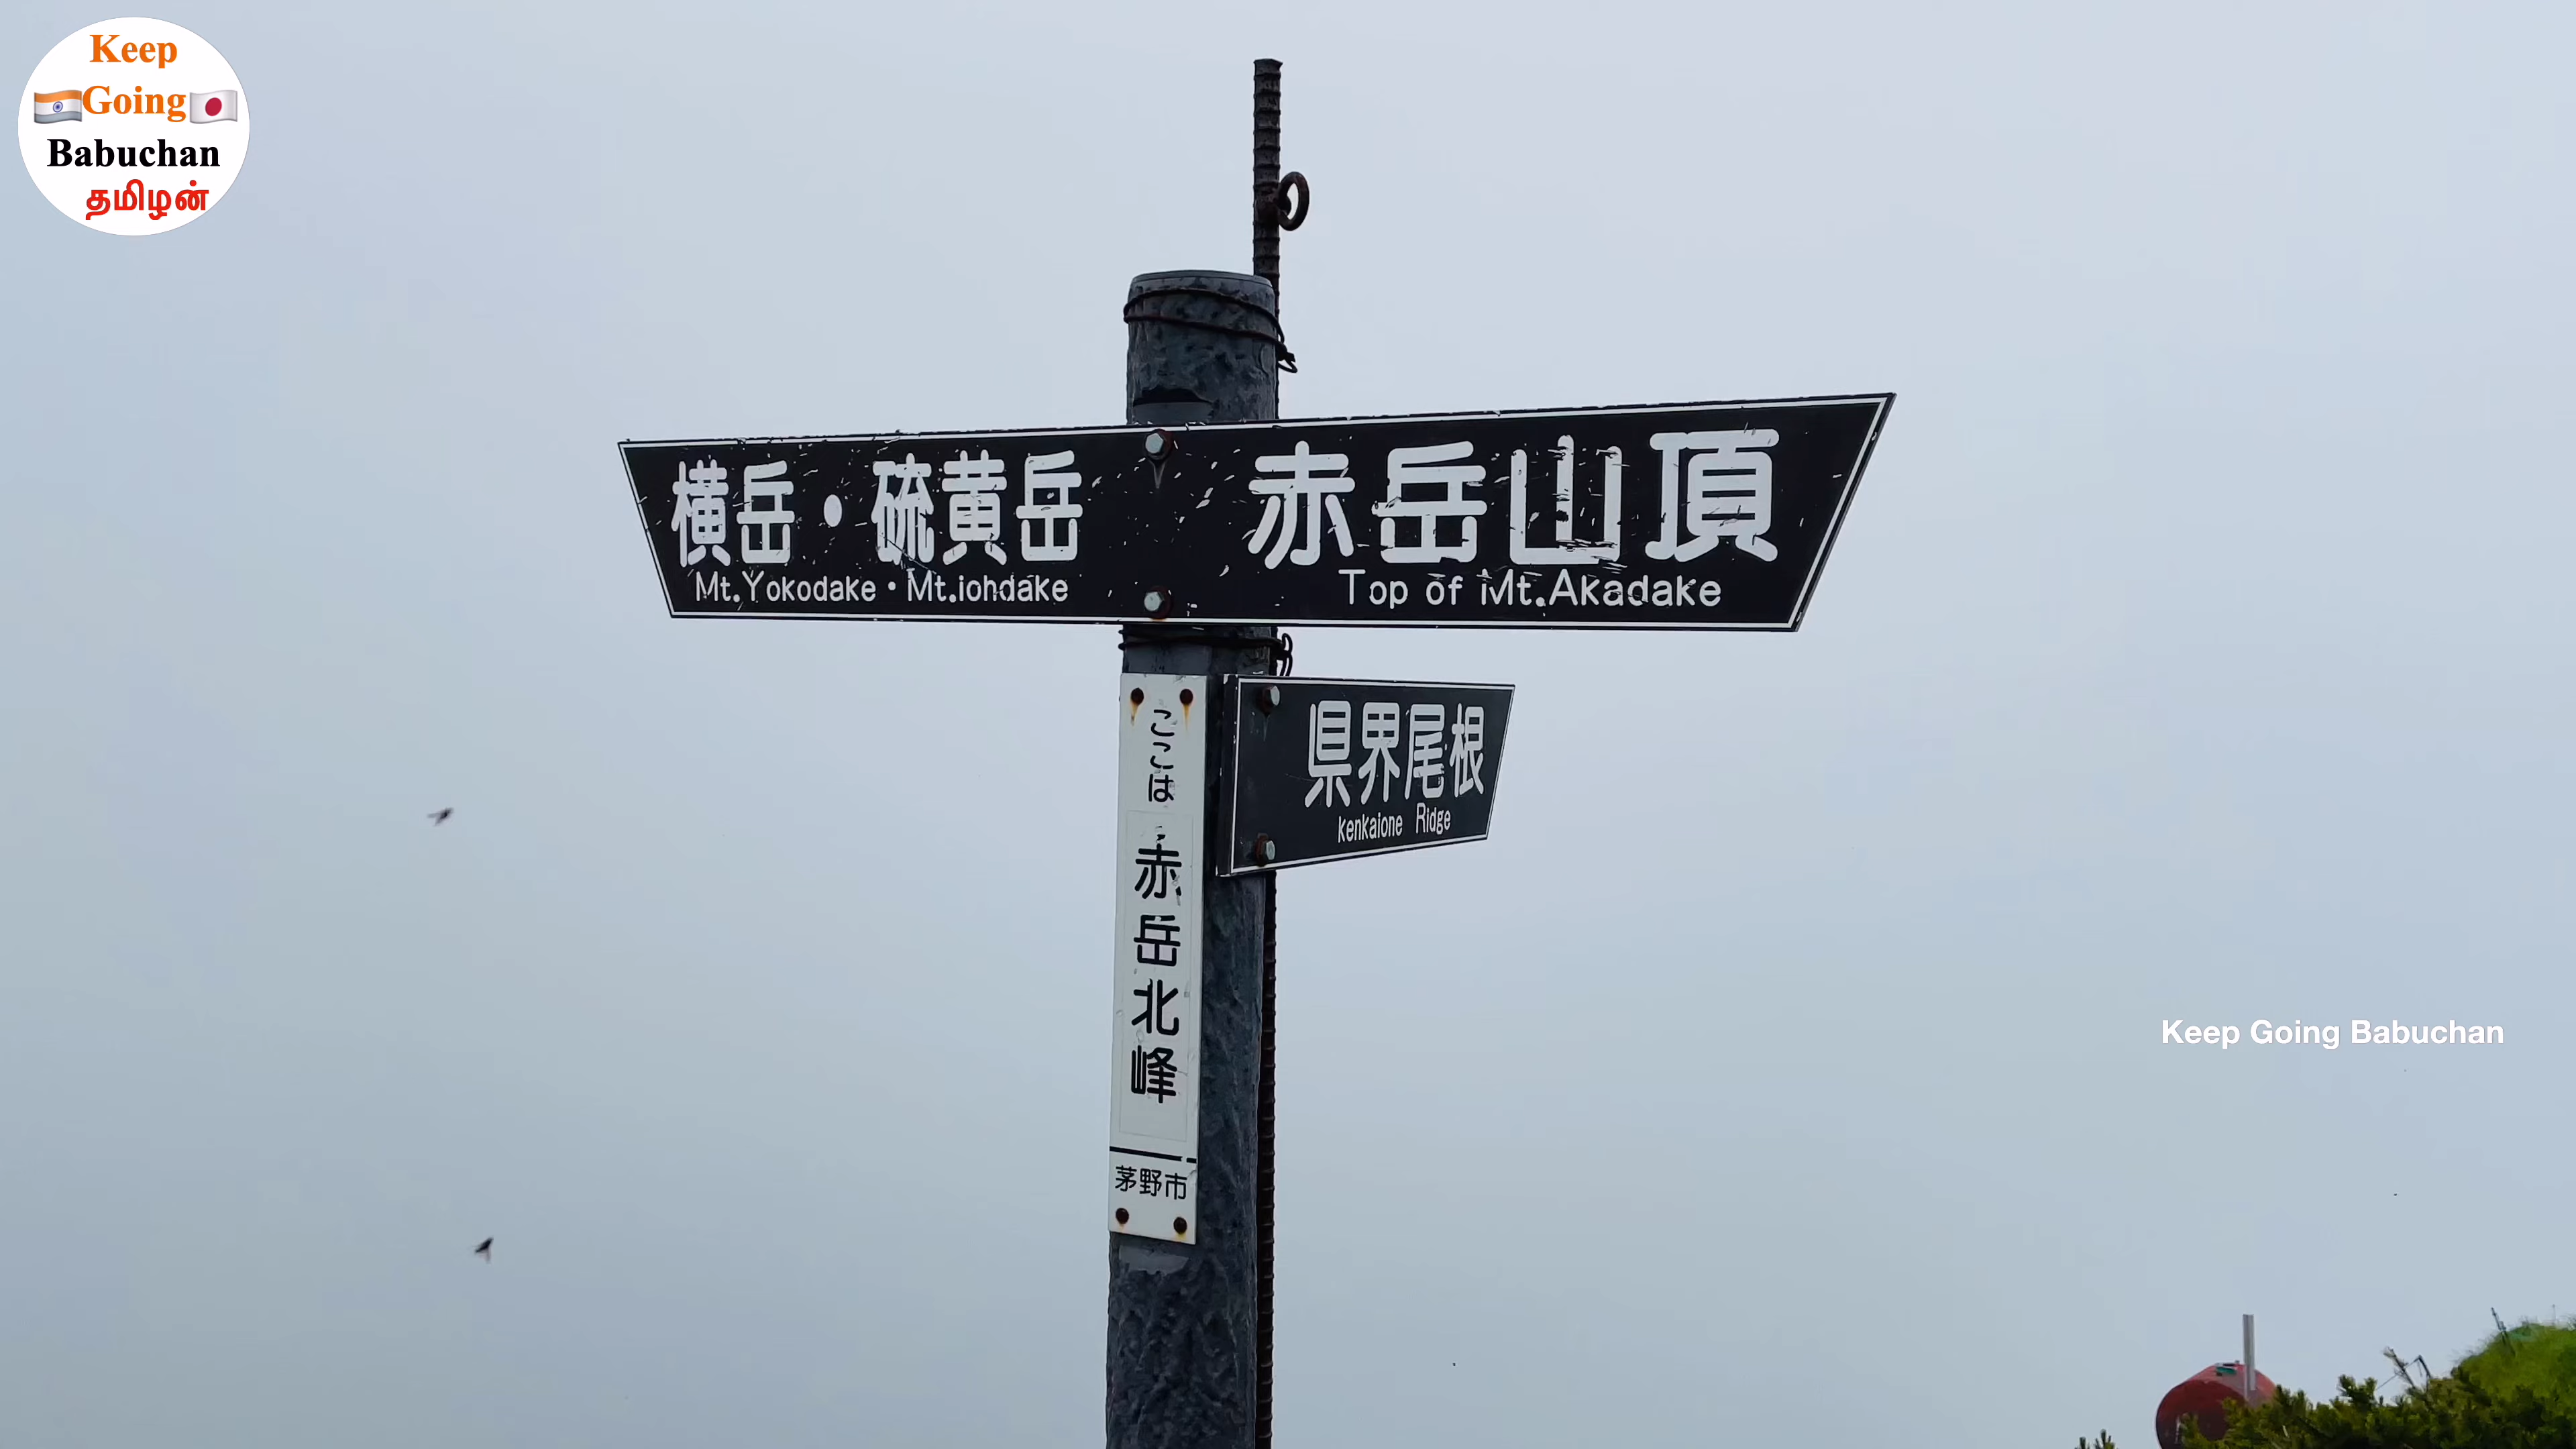 Keep
Going
Babuchan
தமிழன்
横岳・硫黄岳
Mt.Yokodake・Mt.iohdake
赤岳山頂
Top of Mt.Akadake
県界尾根
kenkaione Ridge
ここは
赤岳北峰
茅野市
Keep Going Babuchan